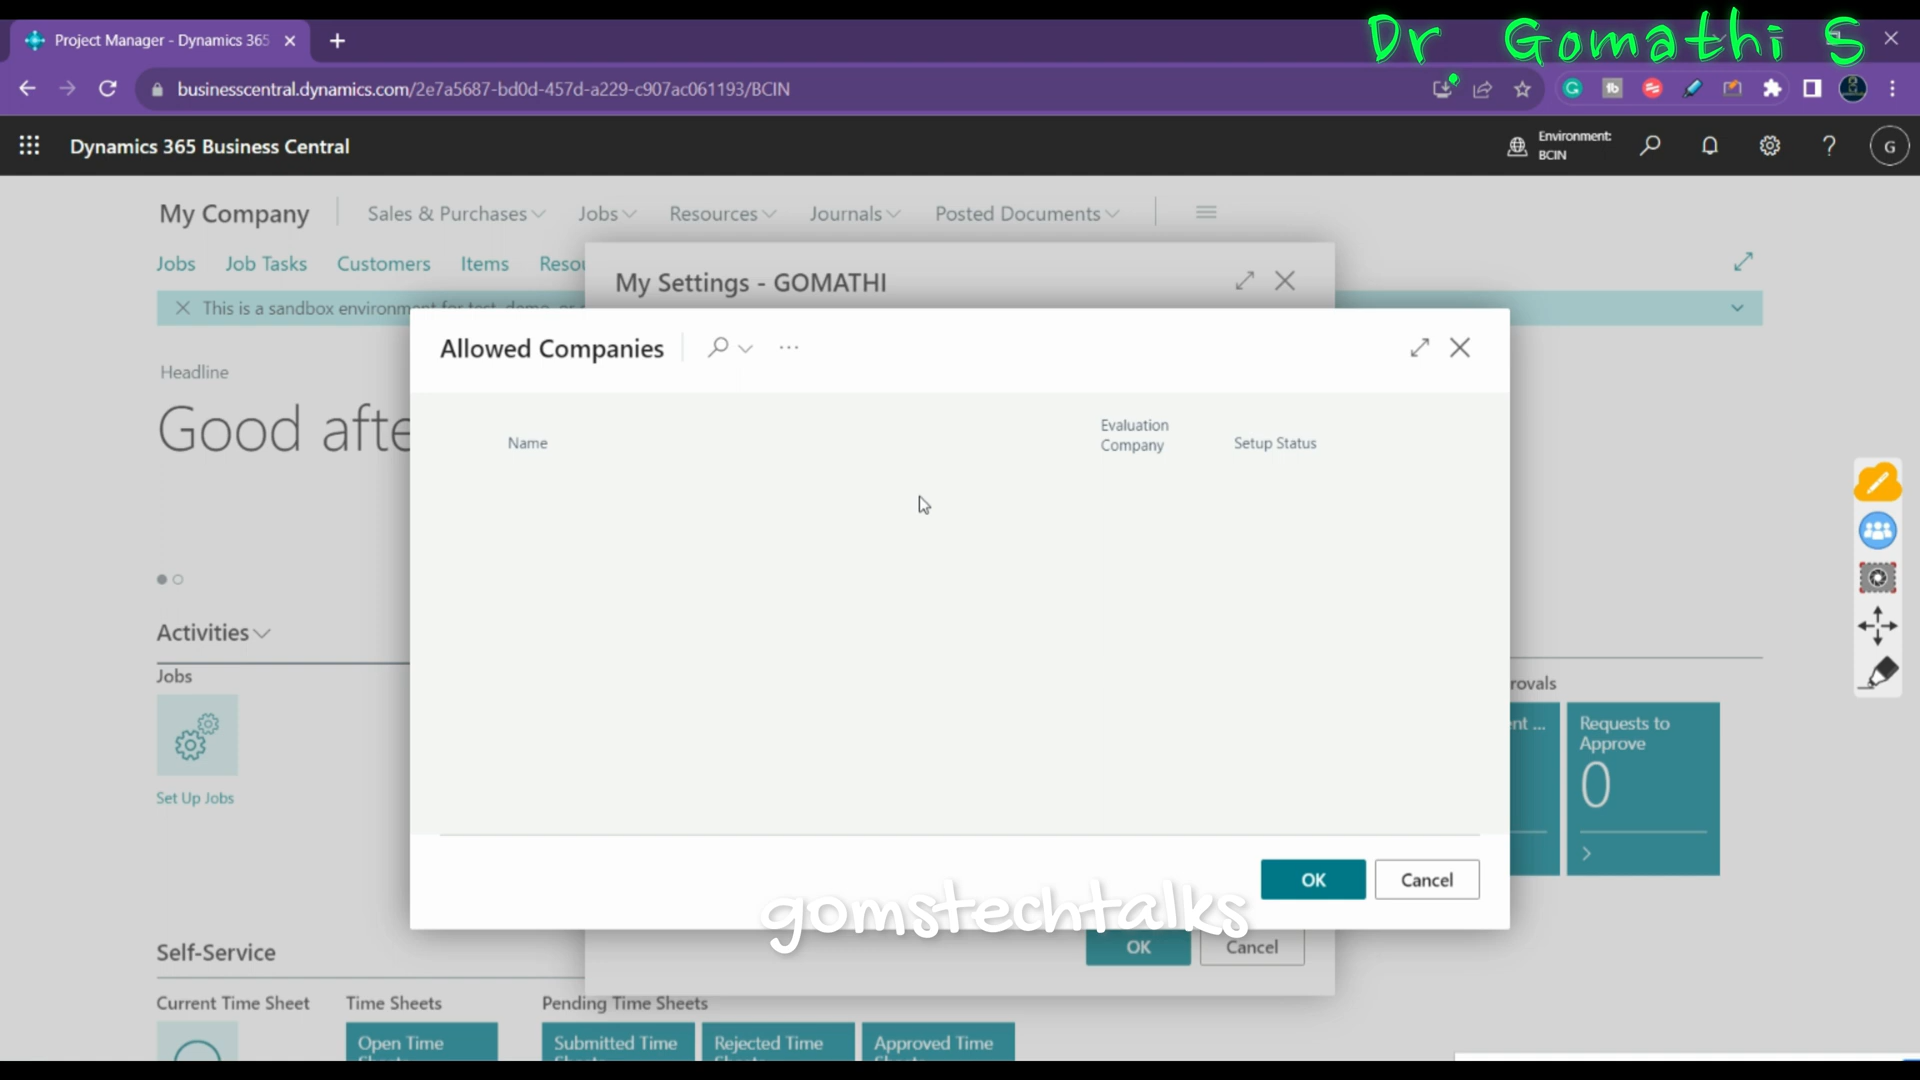 Dr Gomathi S
Project Manager - Dynamics 365
businesscentral.dynamics.com/2e7a5687-bd0d-457d-a229-c907ac061193/BCIN
Dynamics 365 Business Central
Environment:
BCIN
G
My Company
Sales & Purchases
Jobs
Resources
Journals
Posted Documents
Jobs
Job Tasks
Customers
Items
Resou
My Settings - GOMATHI
This is a sandbox environm
Allowed Companies
Headline
Good afte
Name
Evaluation
Company
Setup Status
Activities
Jobs
Set Up Jobs
rovals
nt ...
Requests to
Approve
0
OK
Cancel
gomstechtalks
OK
Cancel
Self-Service
Current Time Sheet
Time Sheets
Pending Time Sheets
Open Time
Submitted Time
Rejected Time
Approved Time